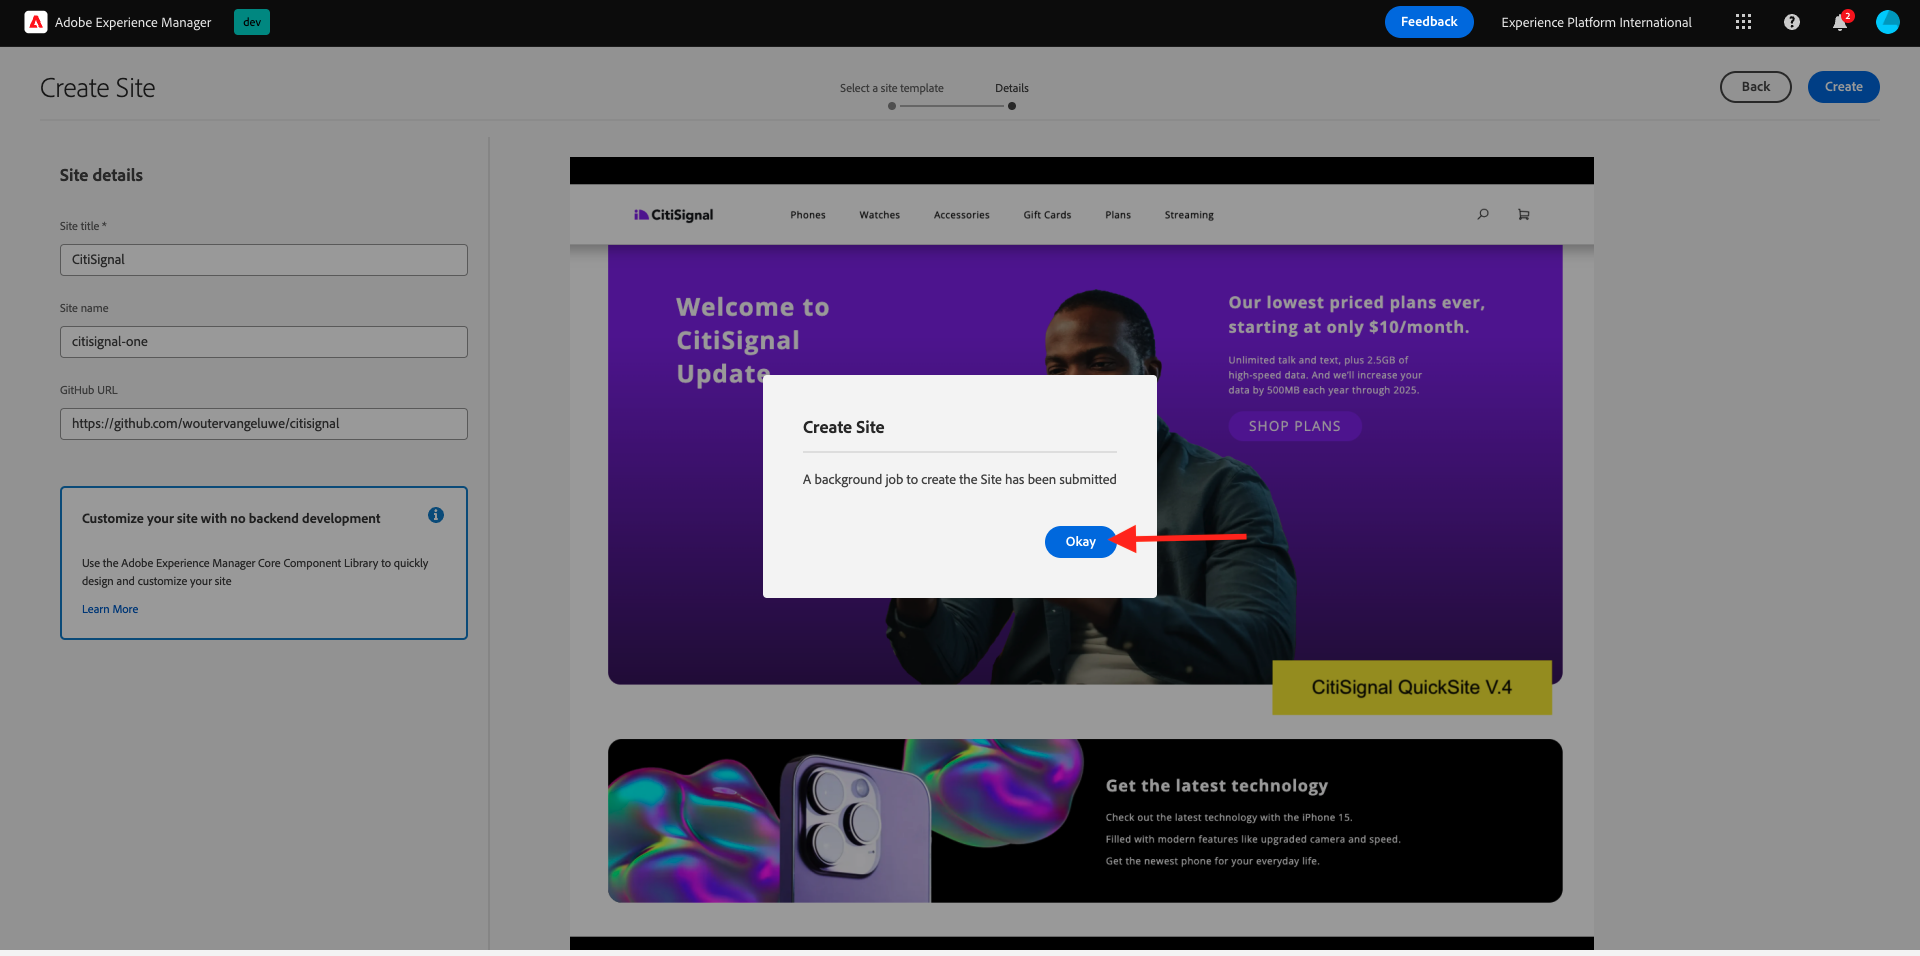 Adobe Experience Manager
dev
Feedback
Experience Platform International
2
Create Site
Select a site template
Details
Back
Create
Site details
Site title *
CitiSignal
Site name
citisignal-one
GitHub URL
https://github.com/woutervangeluwe/citisignal
Customize your site with no backend development
Use the Adobe Experience Manager Core Component Library to quickly
design and customize your site
Learn More
CitiSignal
Phones
Watches
Accessories
Gift Cards
Plans
Streaming
Welcome to
CitiSignal
Update
Our lowest priced plans ever,
starting at only $10/month.
Unlimited talk and text, plus 2.5GB of
high-speed data. And we'll increase your
data by 500MB each year through 2025.
SHOP PLANS
Create Site
A background job to create the Site has been submitted
Okay
CitiSignal QuickSite V.4
Get the latest technology
Check out the latest technology with the iPhone 15.
Filled with modern features like upgraded camera and speed.
Get the newest phone for your everyday life.